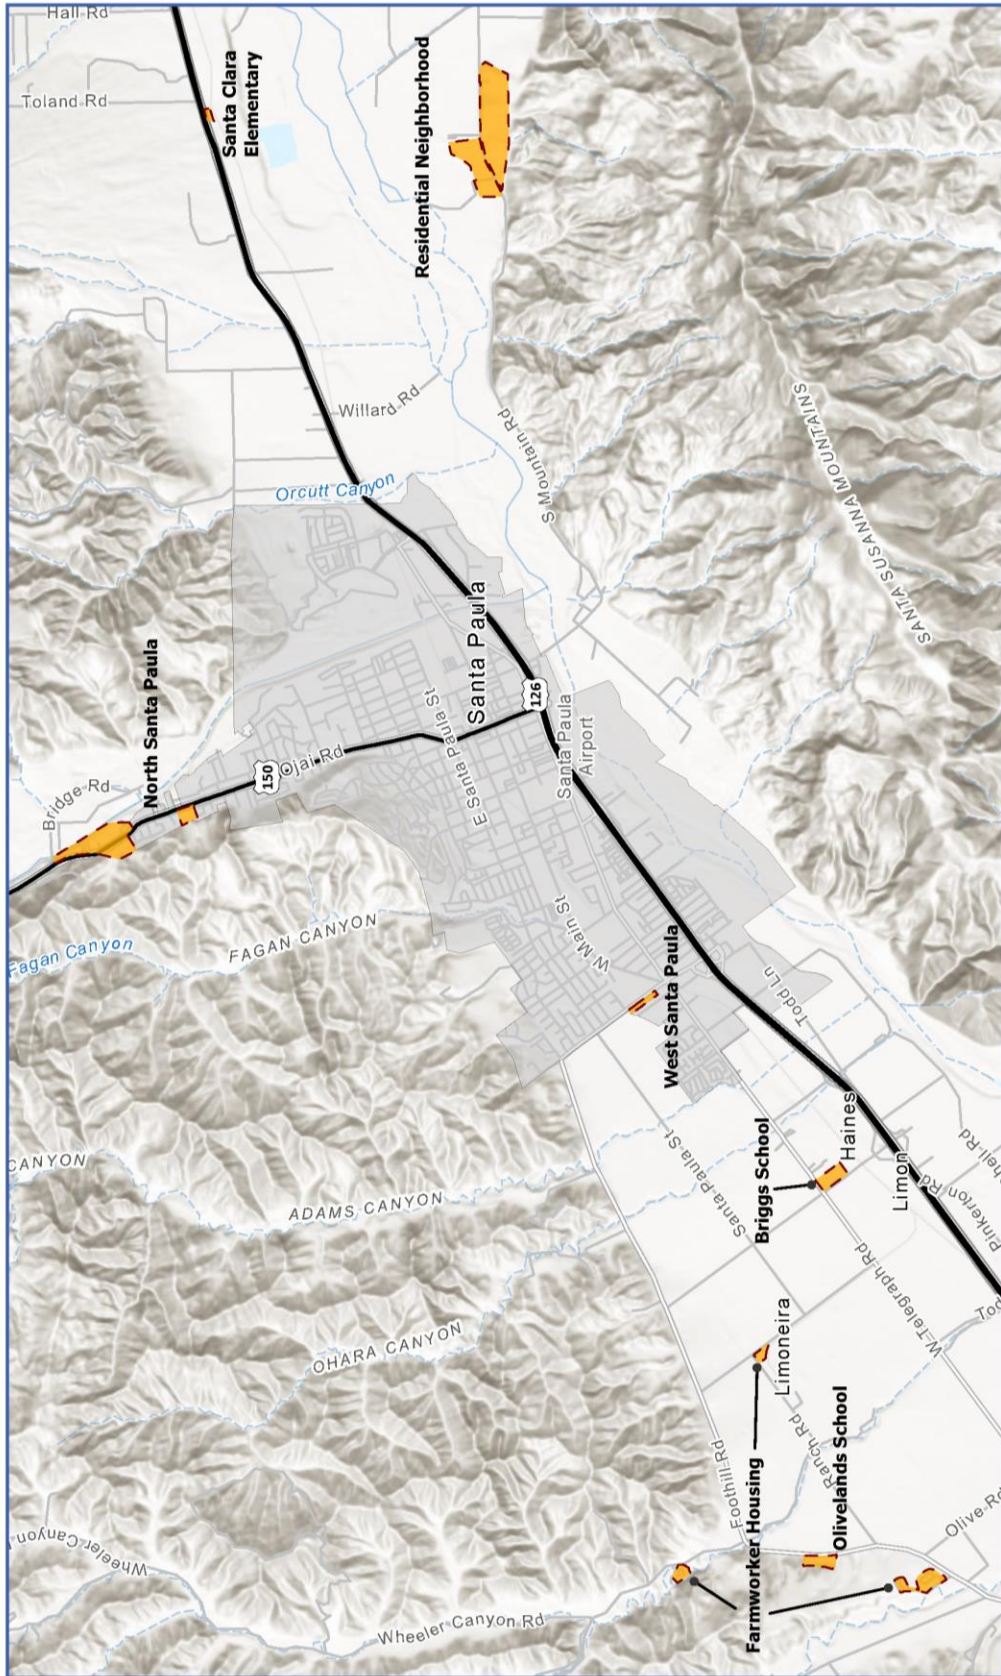 Hall Rd
Toland Rd
Santa Clara
Elementary
Residential Neighborhood
Willard Rd
Orcutt Canyon
S Mountain Rd
SANTA SUSANNA MOUNTAINS
North Santa Paula
Bridge Rd
150
Ojai Rd
E Santa Paula St
Santa Paula
126
Santa Paula
Airport
Fagan Canyon
FAGAN CANYON
W Main St
West Santa Paula
Todd Ln
CANYON
ADAMS CANYON
Santa Paula St
Briggs School
Haines
Limon
Pinkerton Rd
OHARA CANYON
Limoneira
W Telegraph Rd
Foothill Rd
Ranch Rd
Olivelands School
Farmworker Housing
Olive Rd
Wheeler Canyon
Wheeler Canyon Rd